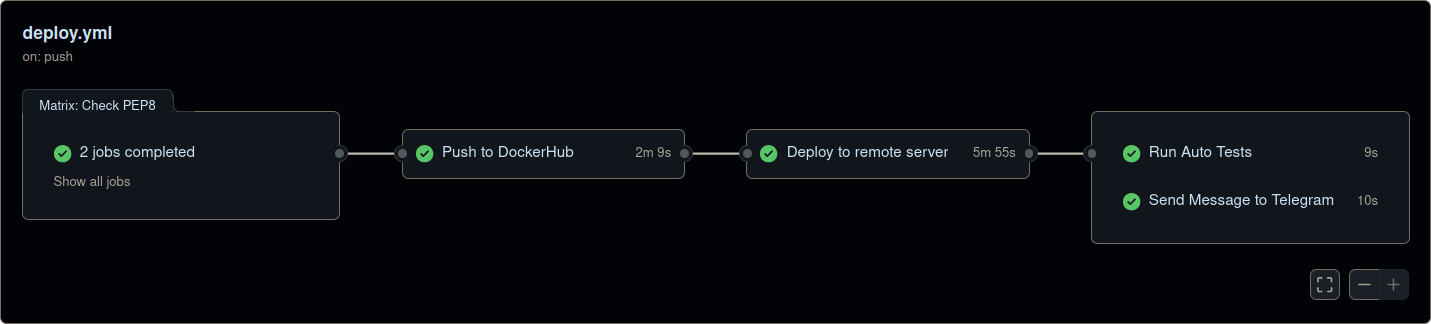 deploy.yml
on: push
Matrix: Check PEP8
2 jobs completed
Show all jobs
Push to DockerHub 2m 9s
Deploy to remote server 5m 55s
Run Auto Tests 9s
Send Message to Telegram 10s